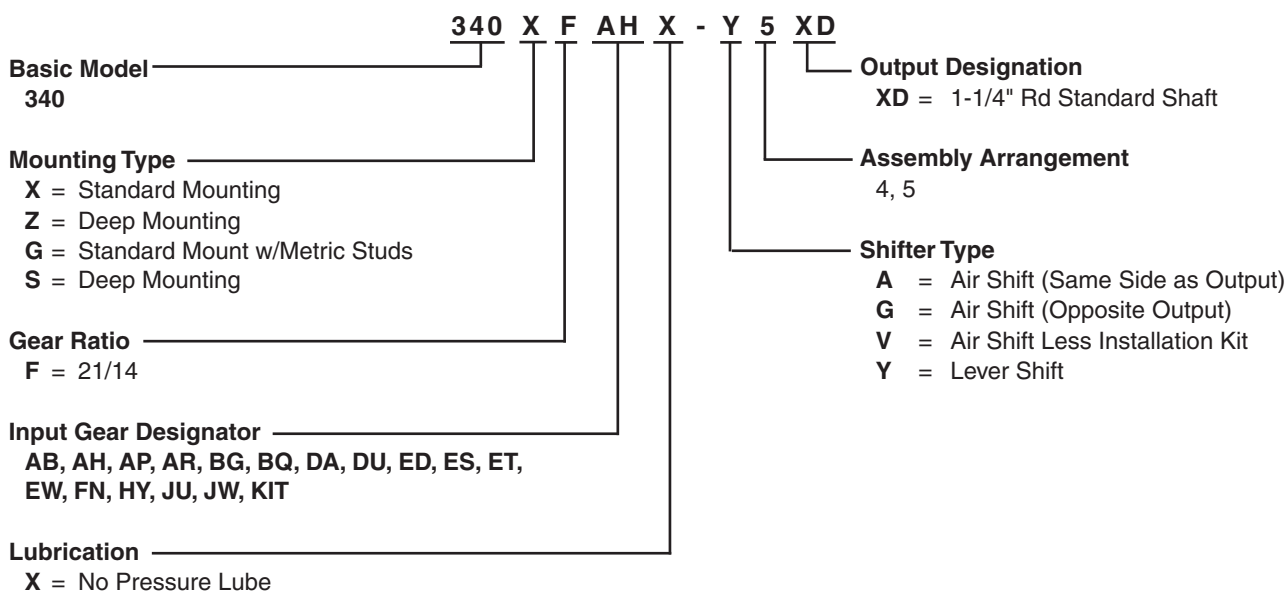 340 X F AH X - Y 5 XD
Basic Model
340
Mounting Type
X = Standard Mounting
Z = Deep Mounting
G = Standard Mount w/Metric Studs
S = Deep Mounting
Gear Ratio
F = 21/14
Input Gear Designator
AB, AH, AP, AR, BG, BQ, DA, DU, ED, ES, ET,
EW, FN, HY, JU, JW, KIT
Lubrication
X = No Pressure Lube
Output Designation
XD = 1-1/4" Rd Standard Shaft
Assembly Arrangement
4, 5
Shifter Type
A = Air Shift (Same Side as Output)
G = Air Shift (Opposite Output)
V = Air Shift Less Installation Kit
Y = Lever Shift